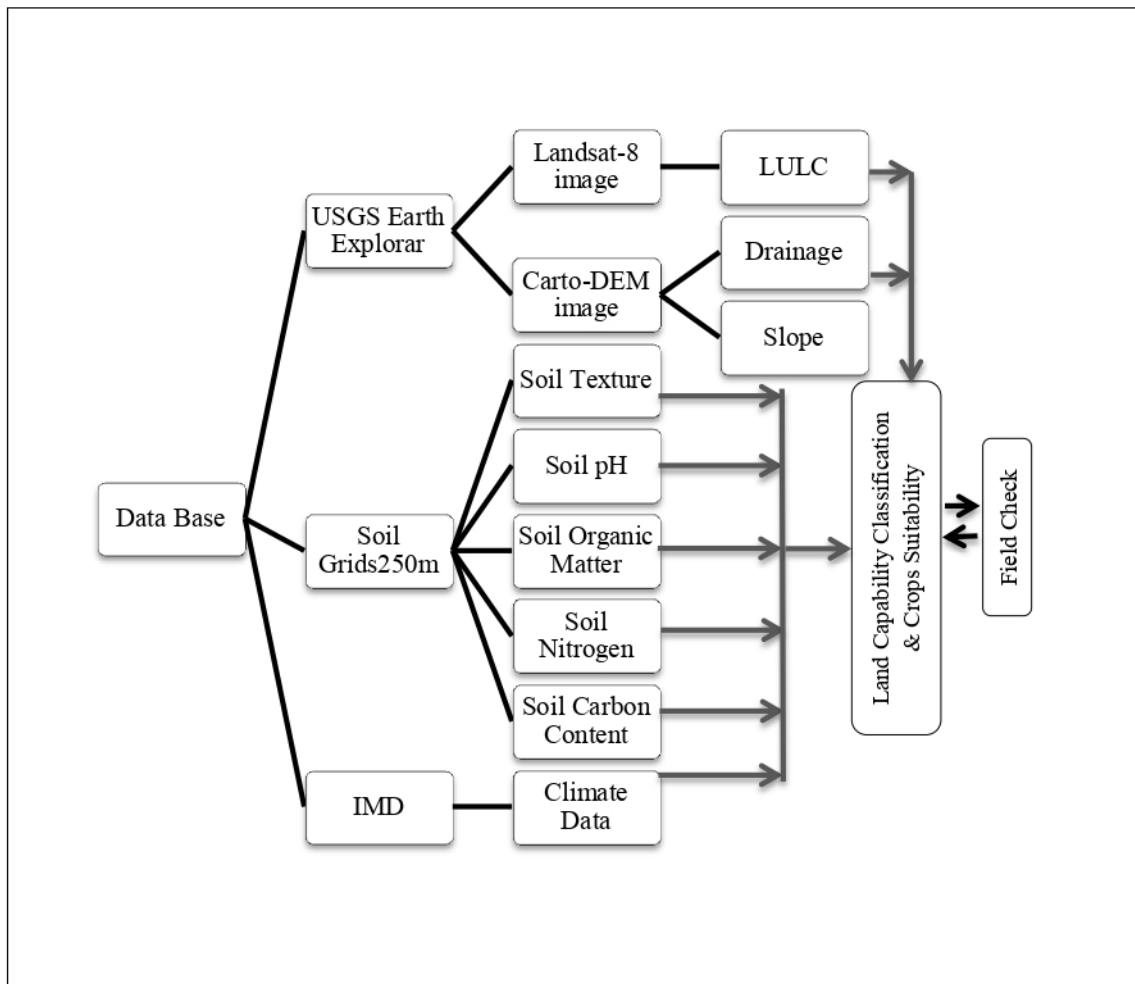 Landsat-8
image
LULC
USGS Earth
Explorar
Drainage
Carto-DEM
image
Slope
Soil Texture
Soil pH
Data Base
Soil
Grids250m
Soil Organic
Matter
Soil
Nitrogen
Soil Carbon
Content
IMD
Climate
Data
Land Capability Classification
& Crops Suitability
Field Check